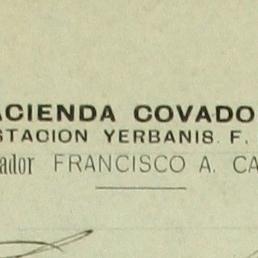 ACIENDA COVADO
STACION YERBANIS. F.
ador FRANCISCO A. CA